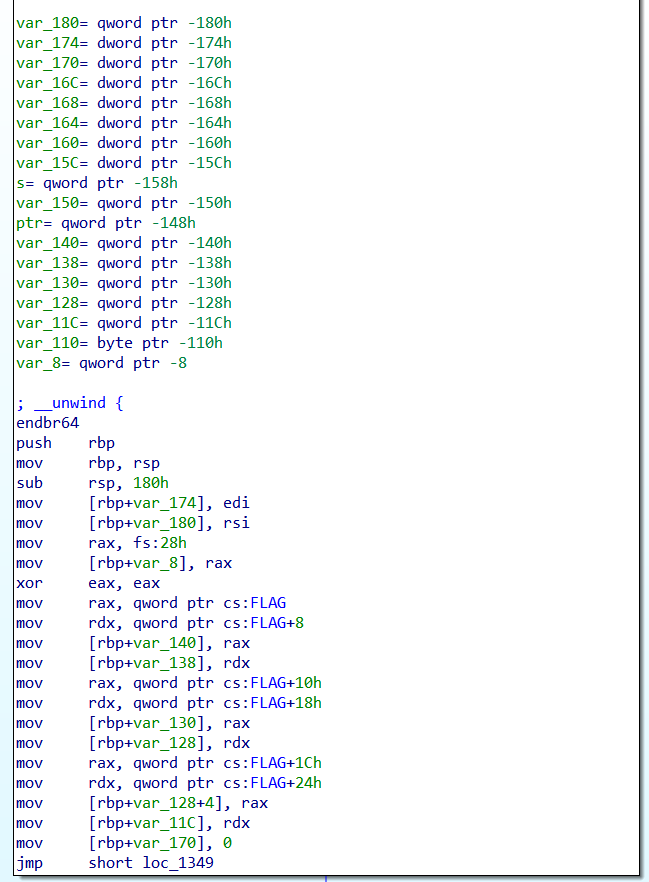 var_180= qword ptr -180h
var_174= dword ptr -174h
var_170= dword ptr -170h
var_16C= dword ptr -16Ch
var_168= dword ptr -168h
var_164= dword ptr -164h
var_160= dword ptr -160h
var_15C= dword ptr -15Ch
s= qword ptr -158h
var_150= qword ptr -150h
ptr= qword ptr -148h
var_140= qword ptr -140h
var_138= qword ptr -138h
var_130= qword ptr -130h
var_128= qword ptr -128h
var_11C= qword ptr -11Ch
var_110= byte ptr -110h
var_8= qword ptr -8
; __unwind {
endbr64
push rbp
mov rbp, rsp
sub rsp, 180h
mov [rbp+var_174], edi
mov [rbp+var_180], rsi
mov rax, fs:28h
mov [rbp+var_8], rax
xor eax, eax
mov rax, qword ptr cs:FLAG
mov rdx, qword ptr cs:FLAG+8
mov [rbp+var_140], rax
mov [rbp+var_138], rdx
mov rax, qword ptr cs:FLAG+10h
mov rdx, qword ptr cs:FLAG+18h
mov [rbp+var_130], rax
mov [rbp+var_128], rdx
mov rax, qword ptr cs:FLAG+1Ch
mov rdx, qword ptr cs:FLAG+24h
mov [rbp+var_128+4], rax
mov [rbp+var_11C], rdx
mov [rbp+var_170], 0
jmp short loc_1349